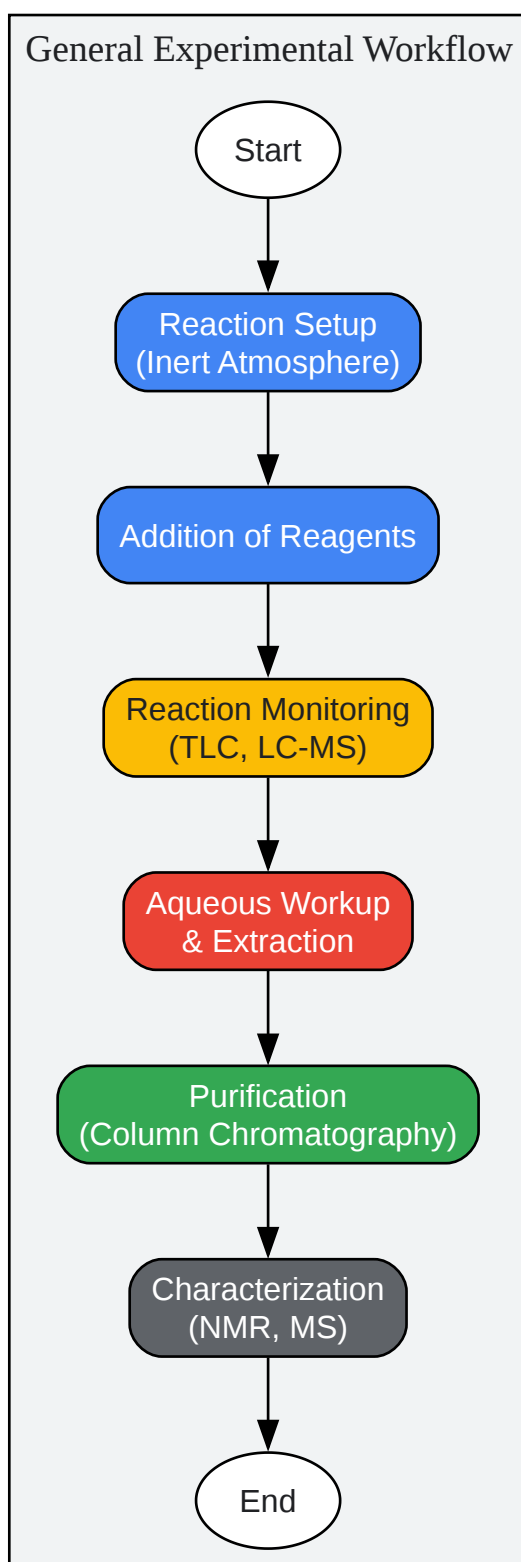 General Experimental Workflow
Start
Reaction Setup
(Inert Atmosphere)
Addition of Reagents
Reaction Monitoring
(TLC, LC-MS)
Aqueous Workup
& Extraction
Purification
(Column Chromatography)
Characterization
(NMR, MS)
End